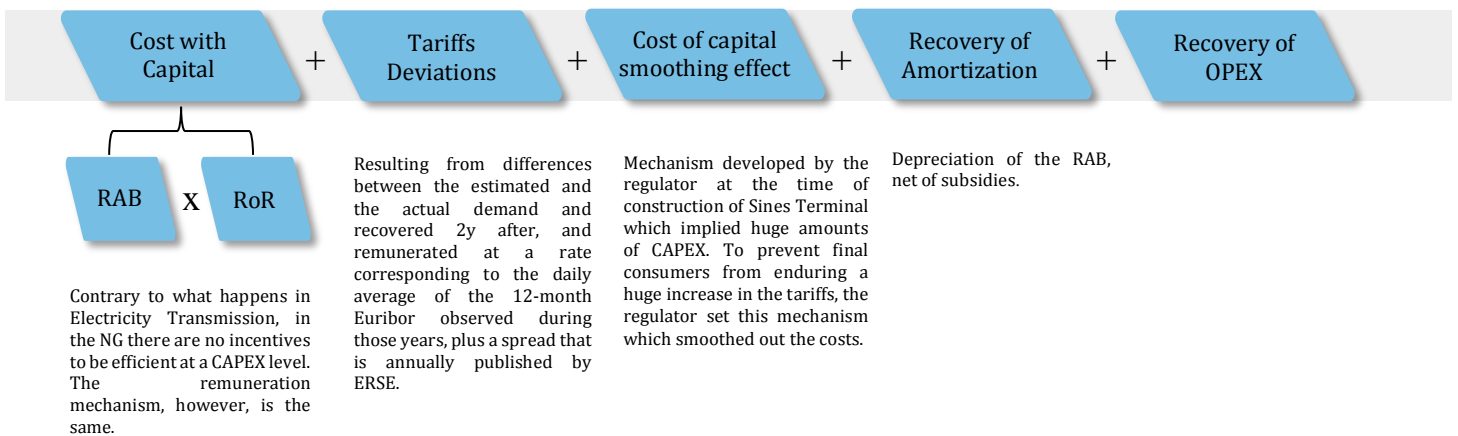 Cost with
Capital
+
Tariffs
Deviations
+
Cost of capital
smoothing effect
+
Recovery of
Amortization
+
Recovery of
OPEX
RAB
X
RoR
Contrary to what happens in
Electricity Transmission, in
the NG there are no incentives
to be efficient at a CAPEX level.
The remuneration
mechanism, however, is the
same.
Resulting from differences
between the estimated and
the actual demand and
recovered 2y after, and
remunerated at a rate
corresponding to the daily
average of the 12-month
Euribor observed during
those years, plus a spread that
is annually published by
ERSE.
Mechanism developed by the
regulator at the time of
construction of Sines Terminal
which implied huge amounts
of CAPEX. To prevent final
consumers from enduring a
huge increase in the tariffs, the
regulator set this mechanism
which smoothed out the costs.
Depreciation of the RAB,
net of subsidies.